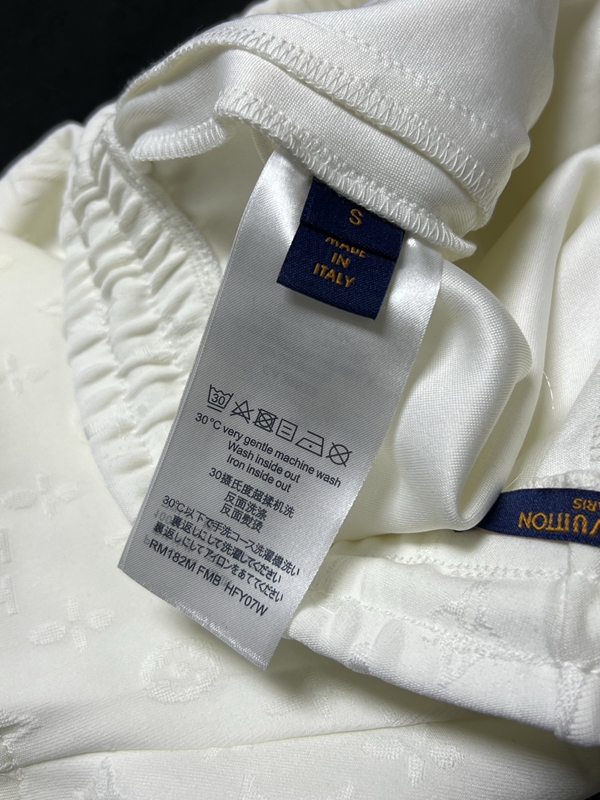 S
MADE
IN
ITALY
30
30°C very gentle machine wash
Wash inside out
Iron inside out
30摄氏度超柔机洗
反面洗涤
反面熨烫
30℃以下で手洗コース洗濯機洗い
裏返しにして洗濯してください
裏返しにしてアイロンをあててください
RM182M FMB HFY07W
VUITTON
PARIS